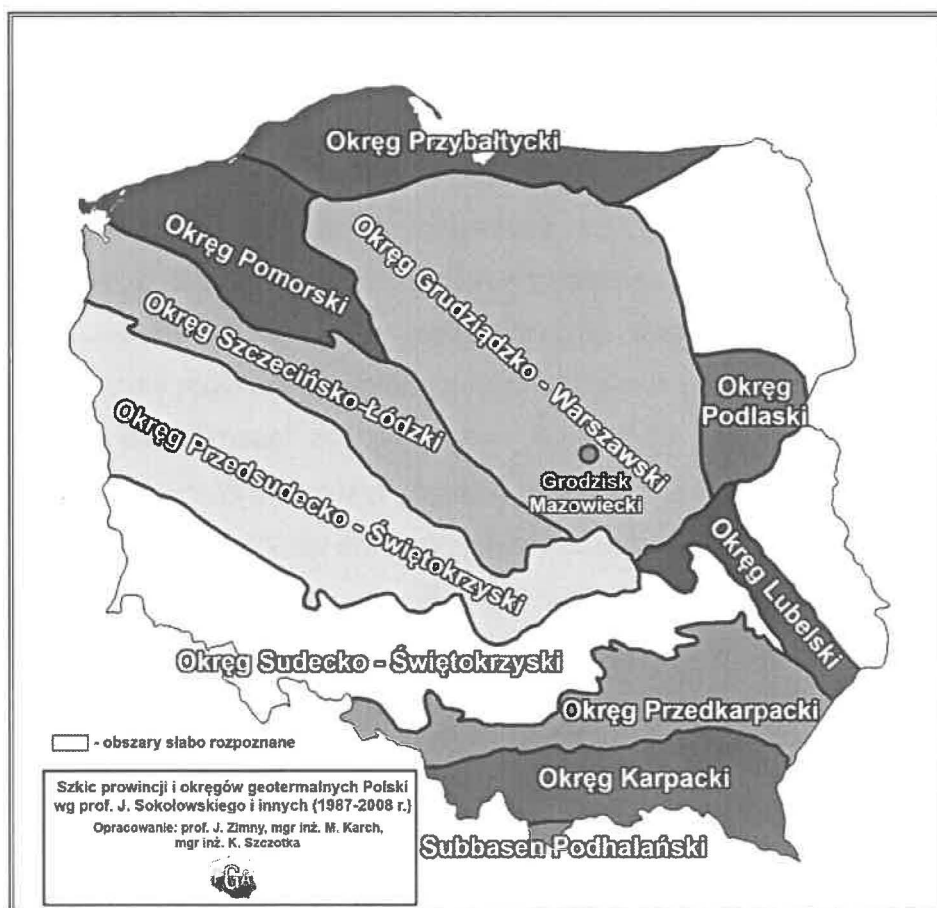 Okręg Przybałtycki
Okręg Pomorski
Okręg Grudziądzko - Warszawski
Okręg Szczecińsko-Łódzki
Okręg Podlaski
Grodzisk
Mazowiecki
Okręg Przedsudecko - Świętokrzyski
Okręg Lubelski
Okręg Sudecko - Świętokrzyski
Okręg Przedkarpacki
- obszary słabo rozpoznane
Okręg Karpacki
Szkic prowincji i okręgów geotermalnych Polski
wg prof. J. Sokołowskiego i innych (1987-2008 r.)
Opracowanie: prof. J. Zimny, mgr inż. M. Karch,
mgr inż. K. Szczotka
PGA
Subbasen Podhalański